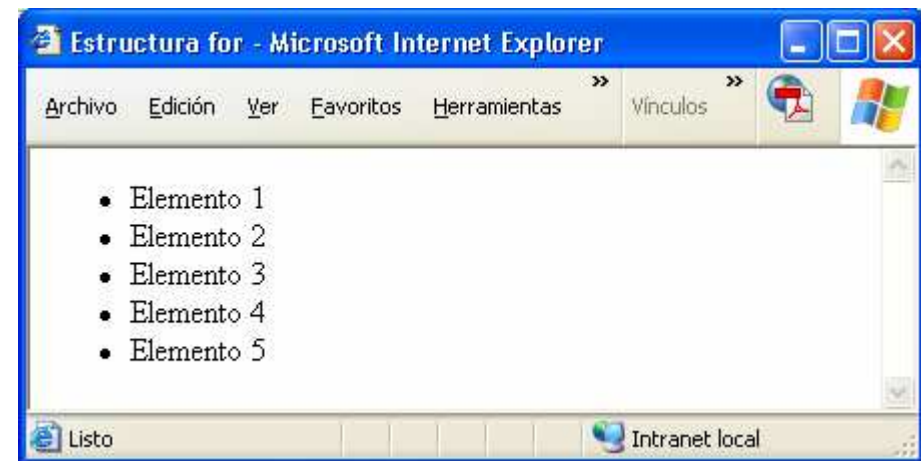 Estructura for - Microsoft Internet Explorer
Archivo Edición Ver Favoritos Herramientas » Vínculos »
• Elemento 1
• Elemento 2
• Elemento 3
• Elemento 4
• Elemento 5
Listo Intranet local